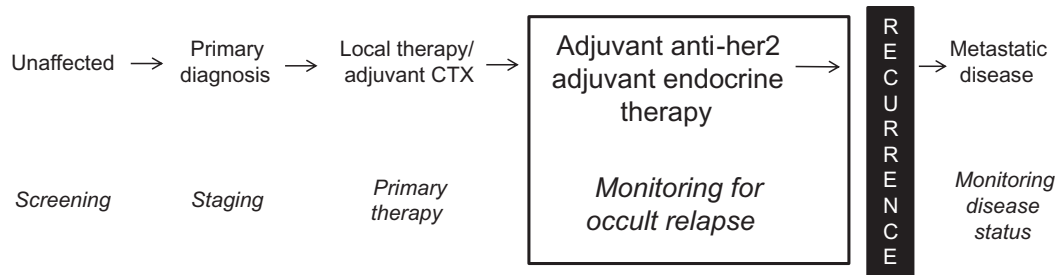 Unaffected
Primary
diagnosis
Local therapy/
adjuvant CTX
Adjuvant anti-her2
adjuvant endocrine
therapy
RECURRENCE
Metastatic
disease
Screening
Staging
Primary
therapy
Monitoring for
occult relapse
Monitoring
disease
status